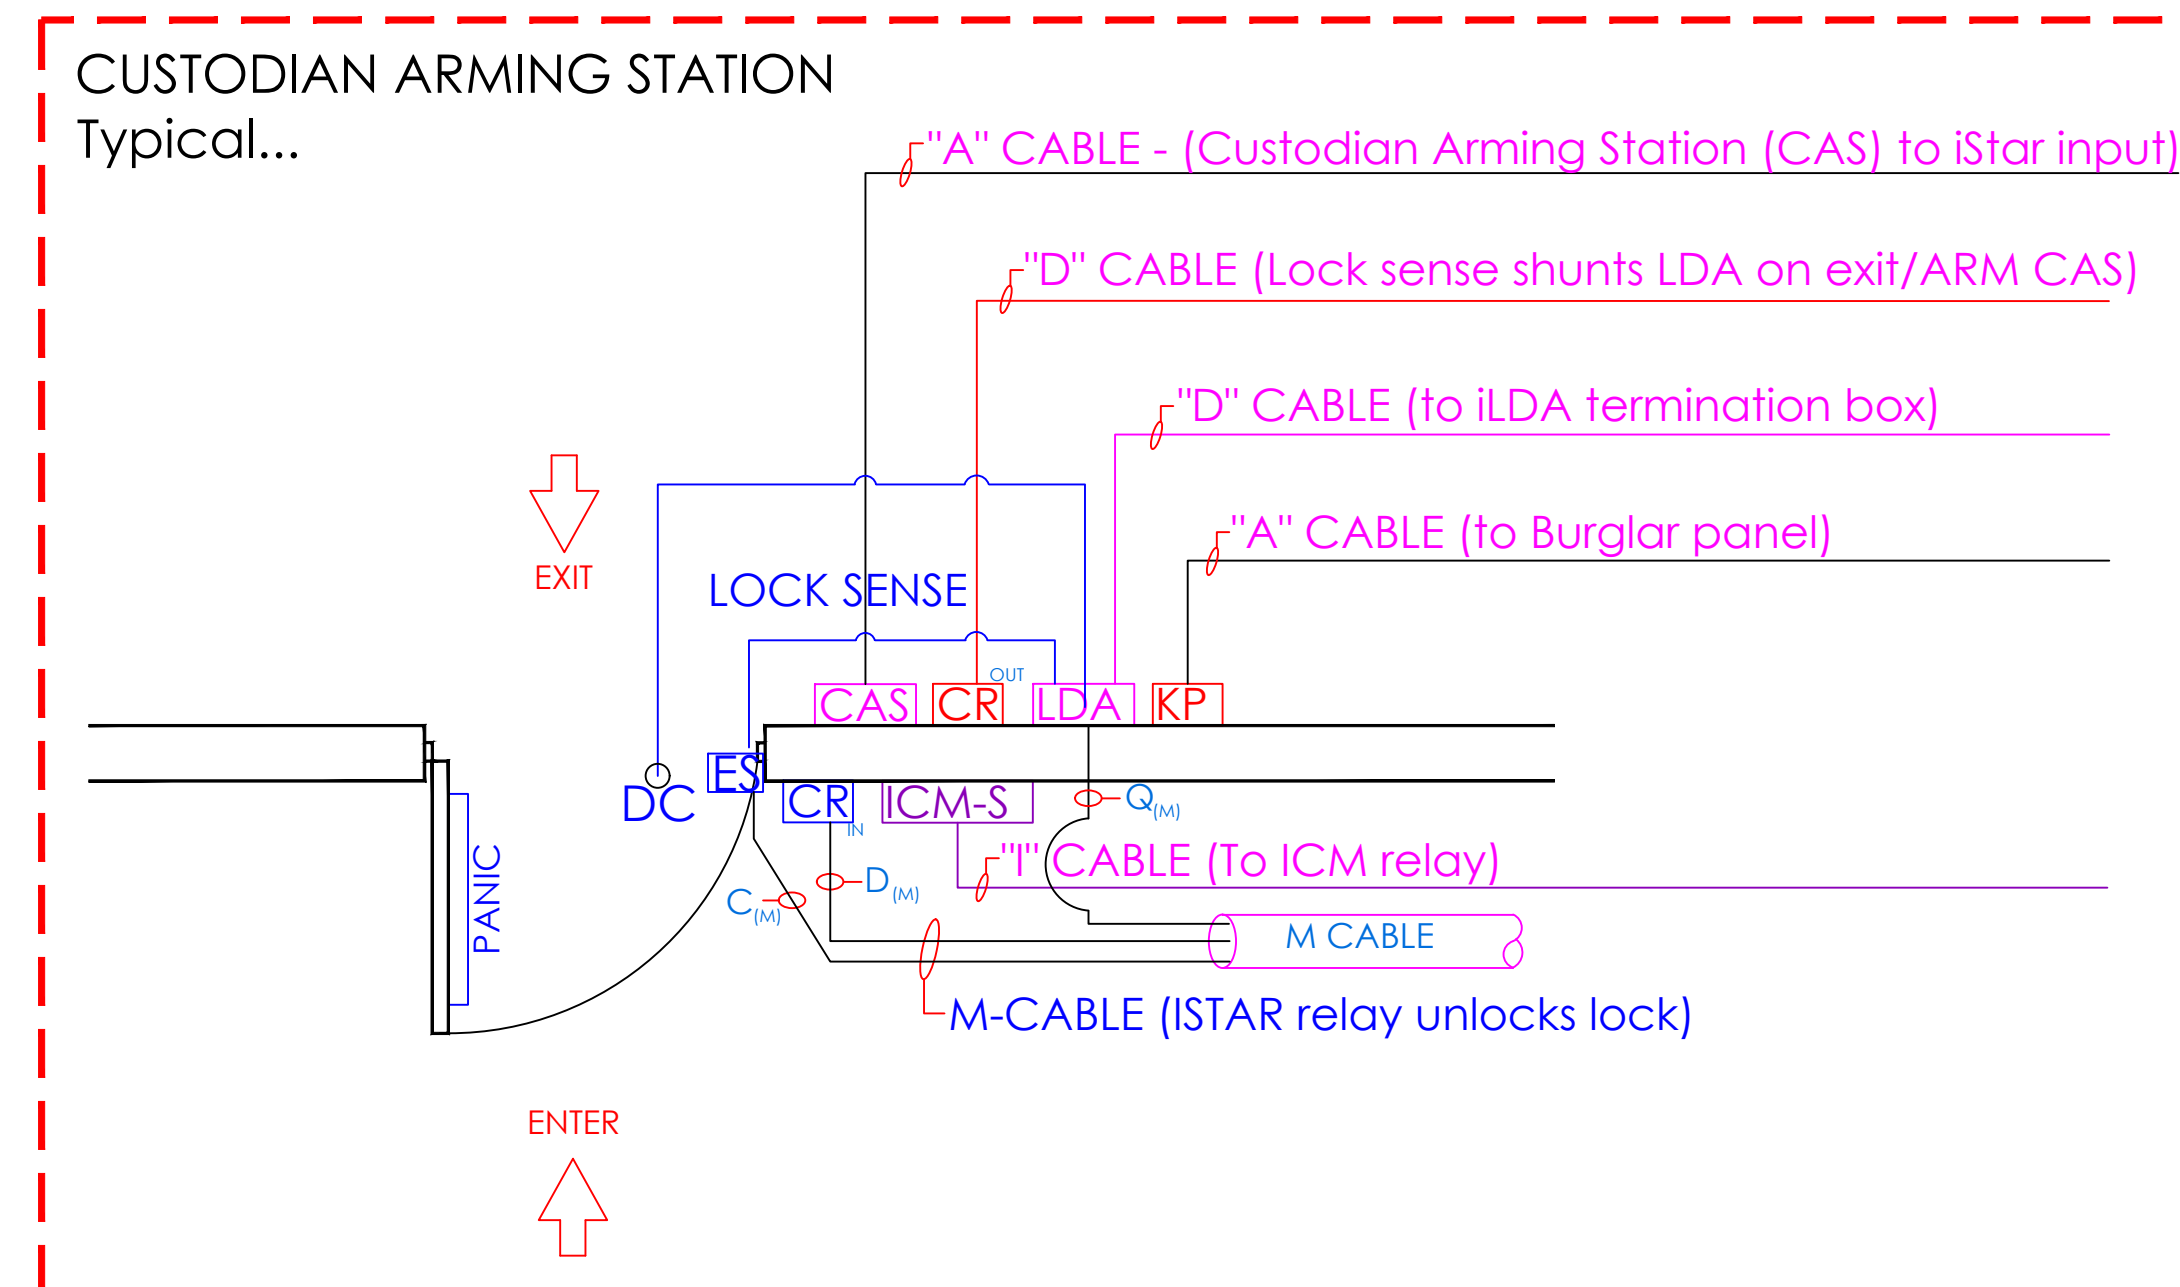 CUSTODIAN ARMING STATION
Typical...
"A" CABLE - (Custodian Arming Station (CAS) to iStar input)
"D" CABLE (Lock sense shunts LDA on exit/ARM CAS)
"D" CABLE (to iLDA termination box)
"A" CABLE (to Burglar panel)
EXIT
LOCK SENSE
OUT
CAS
CR
LDA
KP
DC
ES
CR
IN
ICM-S
Q(M)
PANIC
"I" CABLE (To ICM relay)
D(M)
C(M)
M CABLE
M-CABLE (ISTAR relay unlocks lock)
ENTER